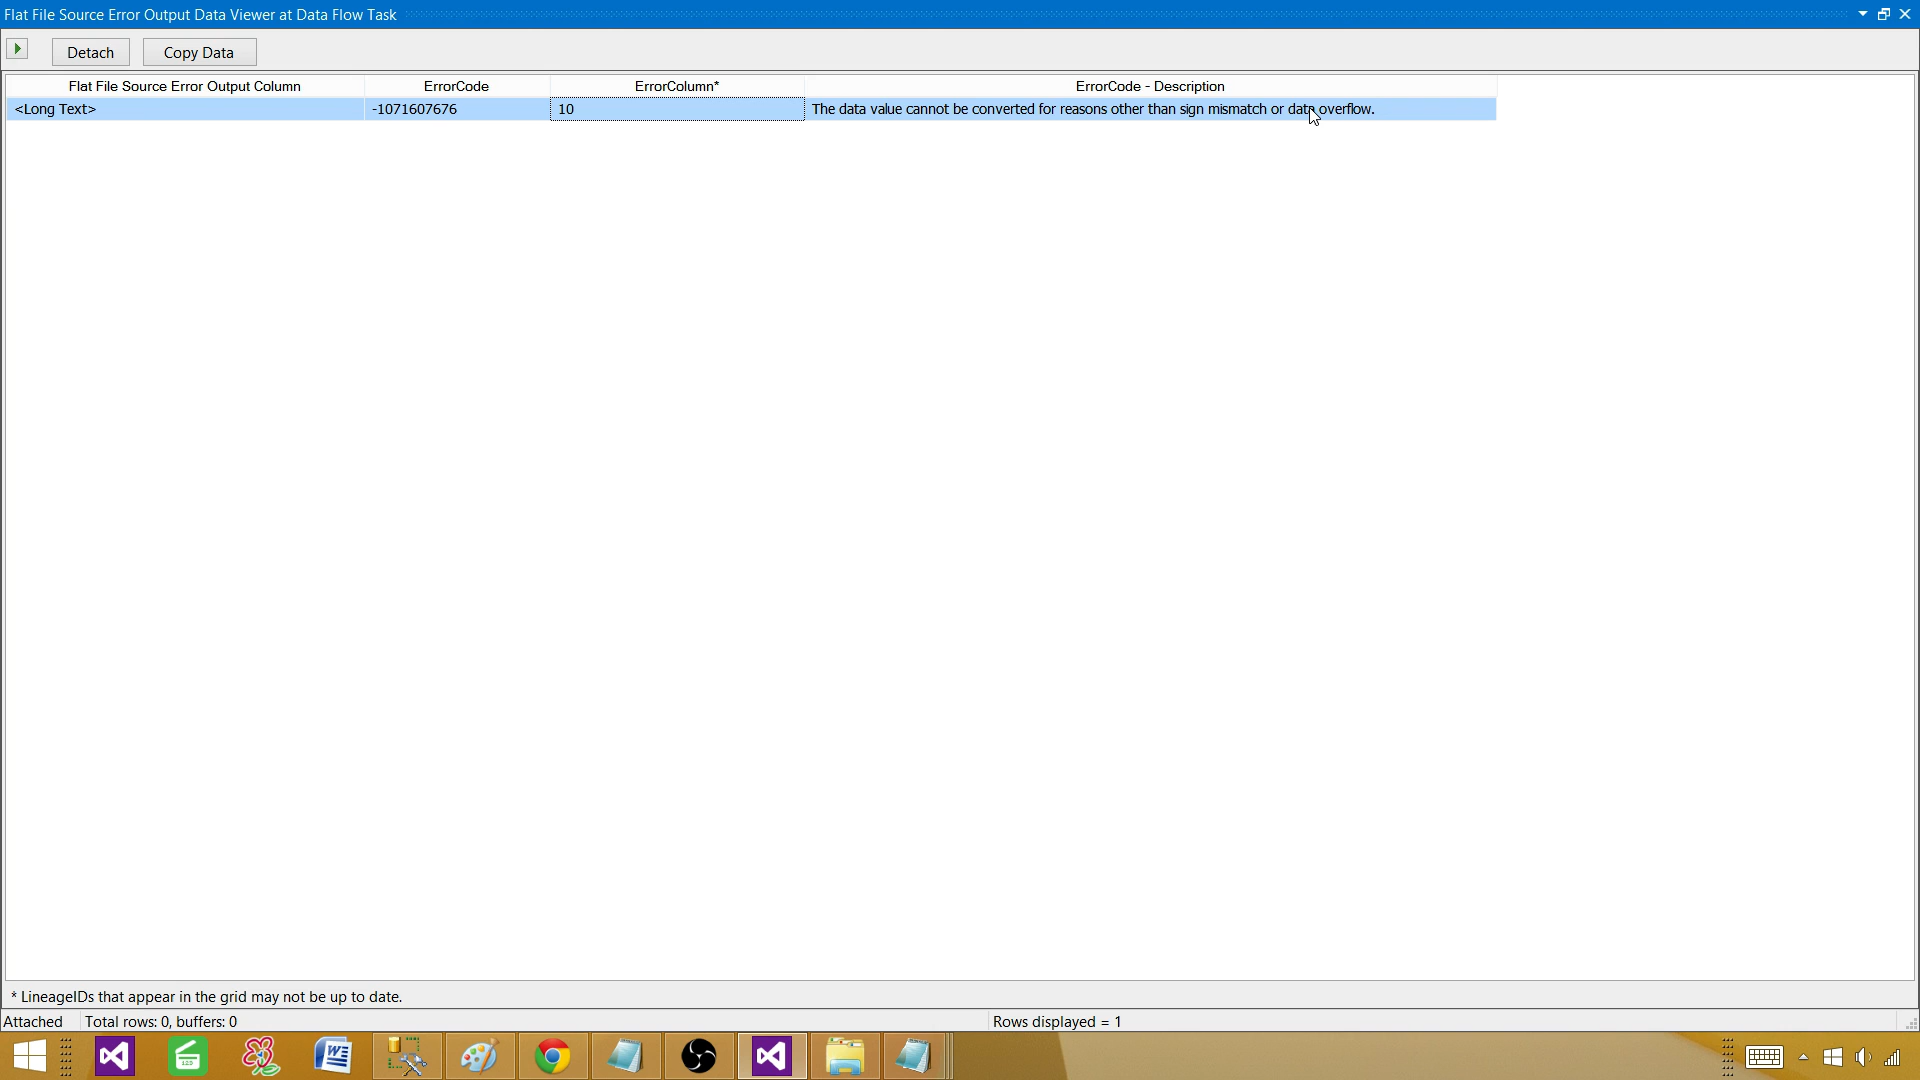 Flat File Source Error Output Data Viewer at Data Flow Task
Detach Copy Data
Flat File Source Error Output Column ErrorCode ErrorColumn* ErrorCode - Description
<Long Text> -1071607676 10 The data value cannot be converted for reasons other than sign mismatch or data overflow.
* LineageIDs that appear in the grid may not be up to date.
Attached Total rows: 0, buffers: 0 Rows displayed = 1